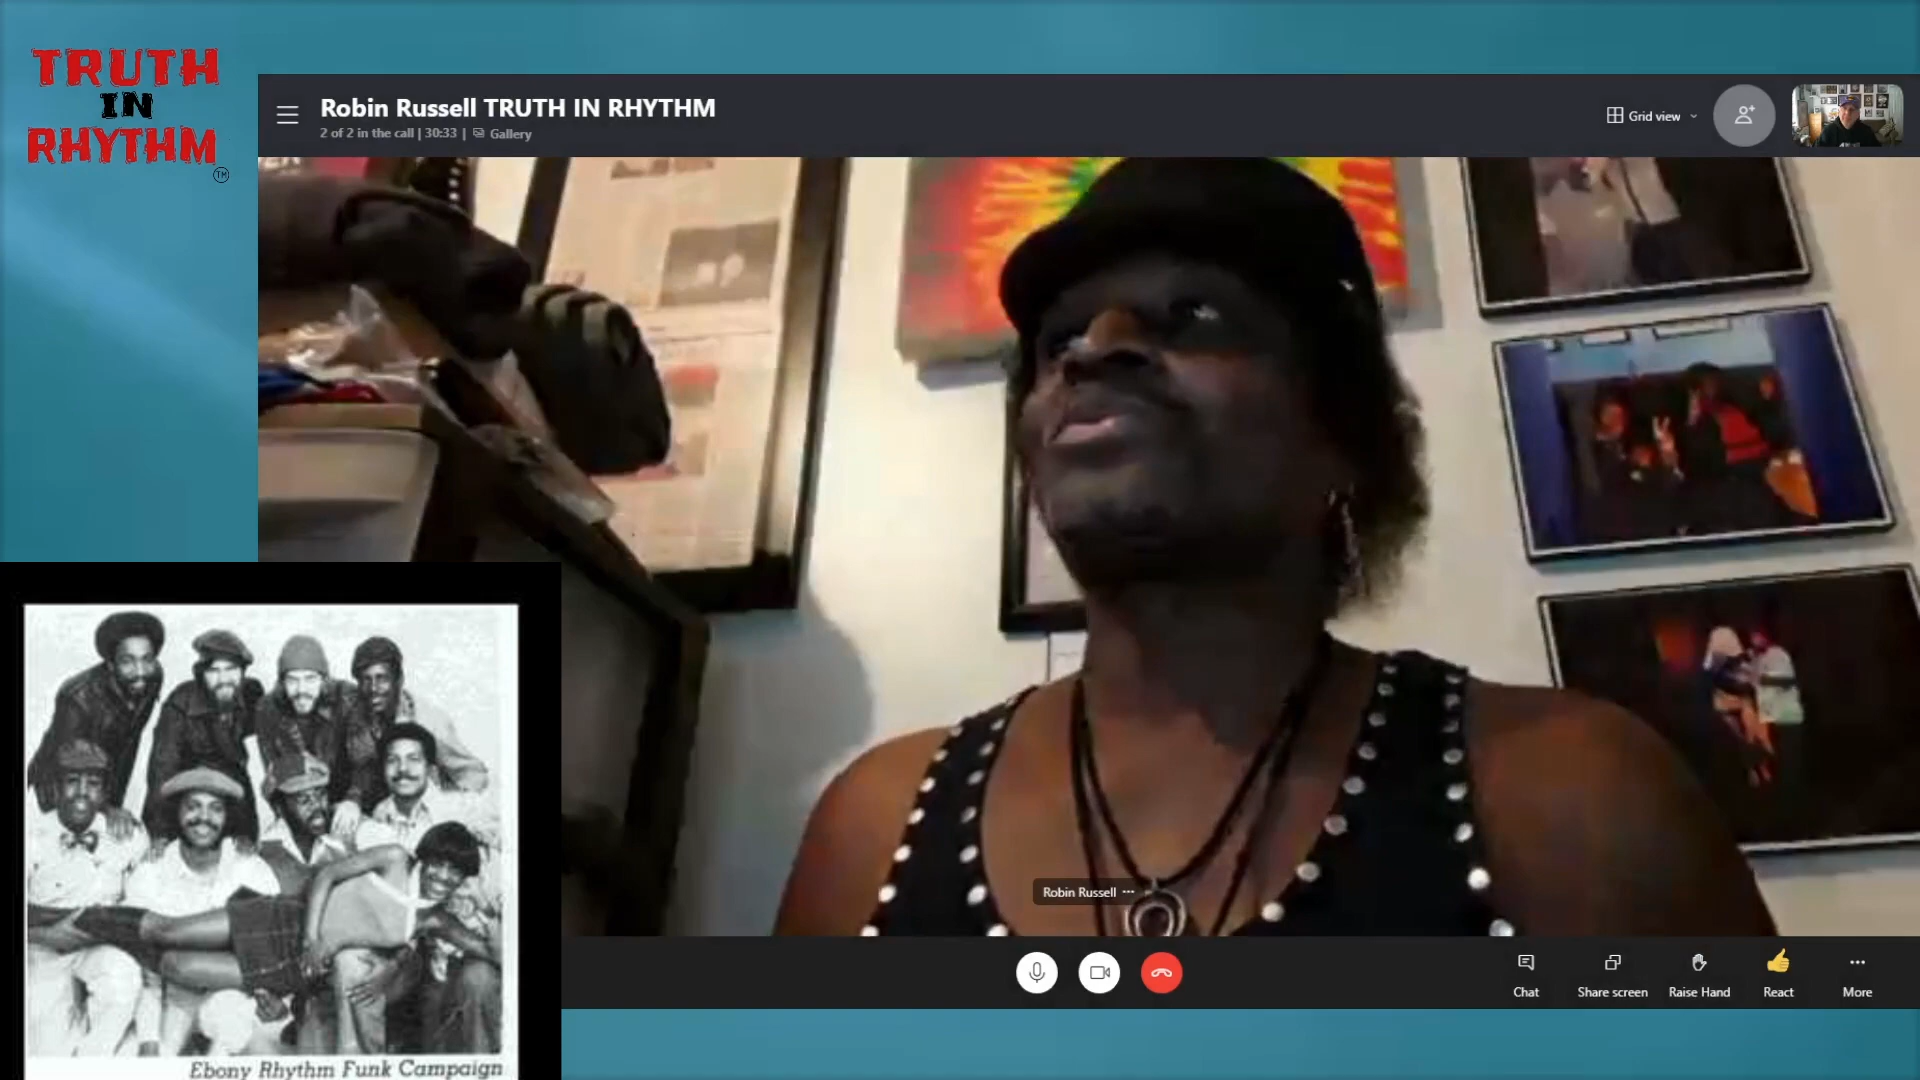 TRUTH
IN
RHYTHM
TM
Robin Russell TRUTH IN RHYTHM
2 of 2 in the call | 30:33 | Gallery
Grid view
Robin Russell
Chat
Share screen
Raise Hand
React
More
Ebony Rhythm Funk Campaign